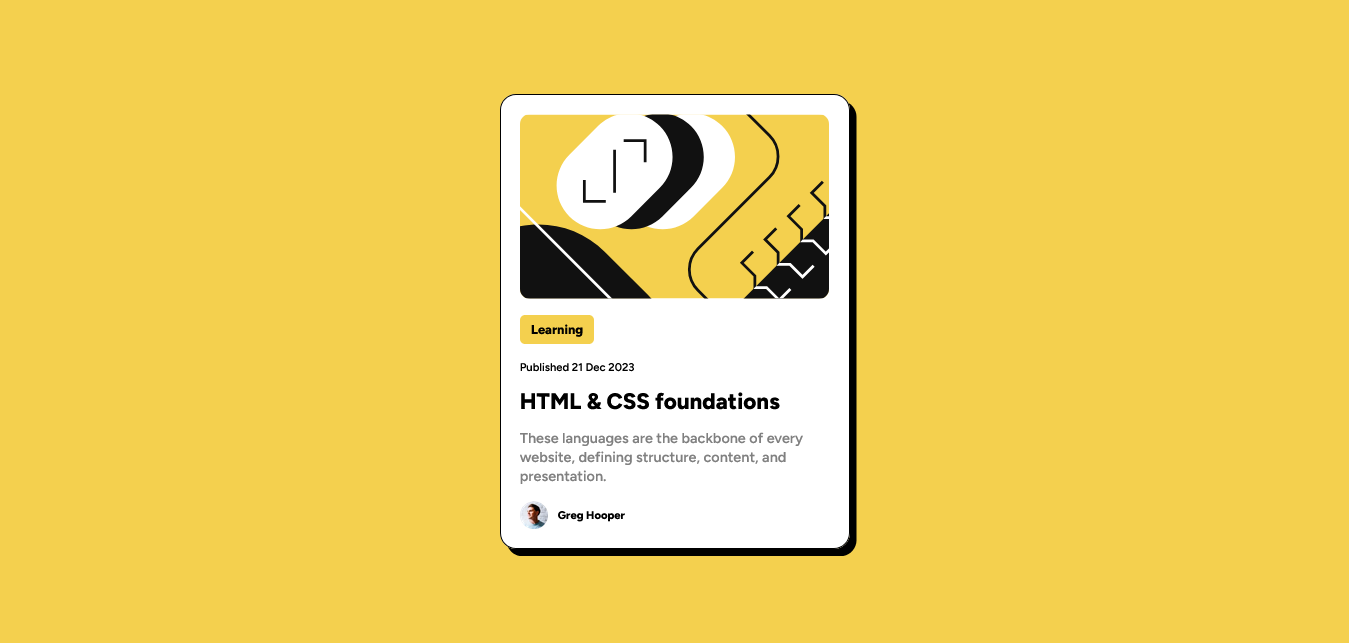 Learning
Published 21 Dec 2023
HTML & CSS foundations
These languages are the backbone of every
website, defining structure, content, and
presentation.
Greg Hooper